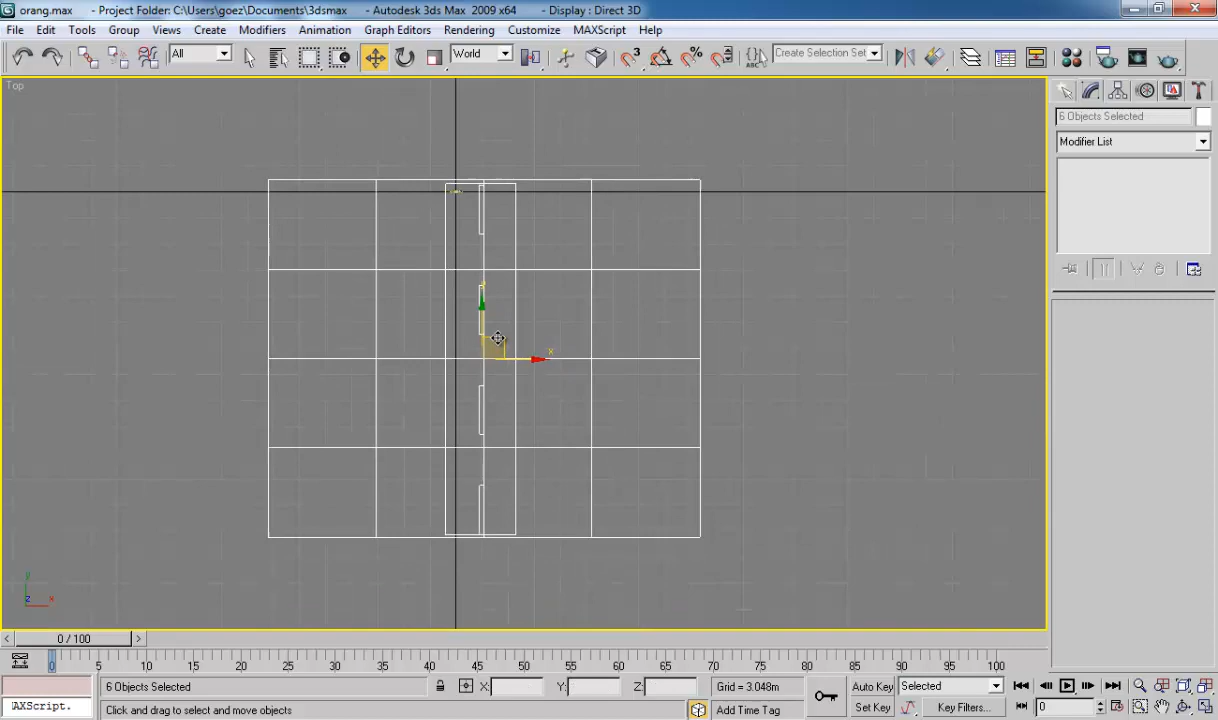 orang.max - Project Folder: C:\Users\goez\Documents\3dsmax - Autodesk 3ds Max 2009 x64 - Display : Direct 3D
File Edit Tools Group Views Create Modifiers Animation Graph Editors Rendering Customize MAXScript Help
All World 3 Create Selection Set
Top
6 Objects Selected
Modifier List
y
x
y
z x
0 / 100
0 5 10 15 20 25 30 35 40 45 50 55 60 65 70 75 80 85 90 95 100
6 Objects Selected X: Y: Z: Grid = 3.048m Auto Key Selected
AXScript. Click and drag to select and move objects Add Time Tag Set Key Key Filters... 0